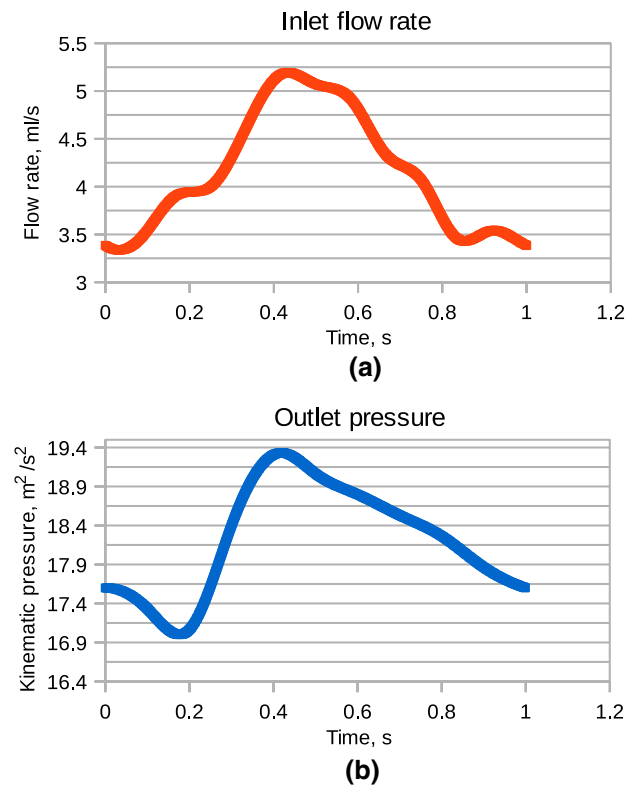 Inlet flow rate
Flow rate, ml/s
5.5
5
4.5
4
3.5
3
0 0.2 0.4 0.6 0.8 1 1.2
Time, s
(a)
Outlet pressure
Kinematic pressure, m²/s²
19.4
18.9
18.4
17.9
17.4
16.9
16.4
0 0.2 0.4 0.6 0.8 1 1.2
Time, s
(b)